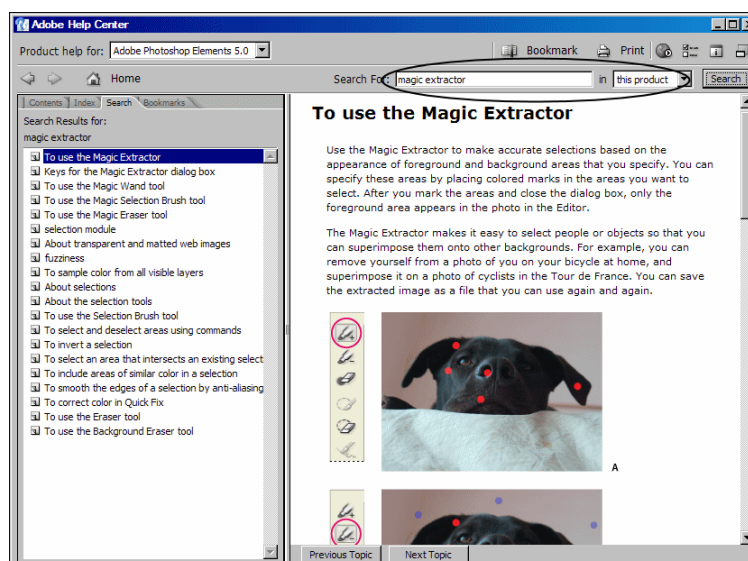 Adobe Help Center
Product help for: Adobe Photoshop Elements 5.0
Bookmark Print
Home
Search For: magic extractor in this product Search
Contents Index Search Bookmarks
Search Results for:
magic extractor
To use the Magic Extractor
Keys for the Magic Extractor dialog box
To use the Magic Wand tool
To use the Magic Selection Brush tool
To use the Magic Eraser tool
selection module
About transparent and matted web images
fuzziness
To sample color from all visible layers
About selections
About the selection tools
To use the Selection Brush tool
To select and deselect areas using commands
To invert a selection
To select an area that intersects an existing select
To include areas of similar color in a selection
To smooth the edges of a selection by anti-aliasing
To correct color in Quick Fix
To use the Eraser tool
To use the Background Eraser tool
To use the Magic Extractor
Use the Magic Extractor to make accurate selections based on the
appearance of foreground and background areas that you specify. You can
specify these areas by placing colored marks in the areas you want to
select. After you mark the areas and close the dialog box, only the
foreground area appears in the photo in the Editor.
The Magic Extractor makes it easy to select people or objects so that you
can superimpose them onto other backgrounds. For example, you can
remove yourself from a photo of you on your bicycle at home, and
superimpose it on a photo of cyclists in the Tour de France. You can save
the extracted image as a file that you can use again and again.
A
Previous Topic Next Topic